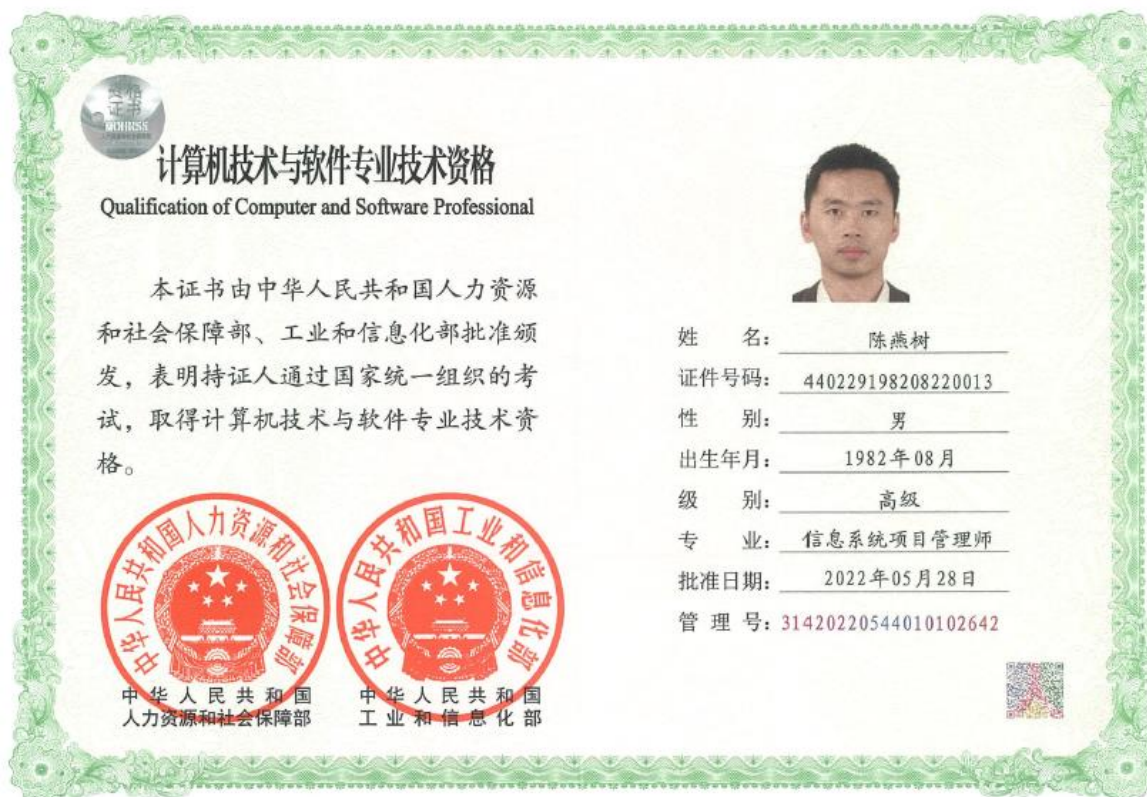 资格
证书
MOHRSS
计算机技术与软件专业技术资格
Qualification of Computer and Software Professional
本证书由中华人民共和国人力资源
和社会保障部、工业和信息化部批准颁
发，表明持证人通过国家统一组织的考
试，取得计算机技术与软件专业技术资
格。
中华人民共和国人力资源和社会保障部
中华人民共和国
人力资源和社会保障部
中华人民共和国工业和信息化部
中华人民共和国
工业和信息化部
姓 名：陈燕树
证件号码：440229198208220013
性 别：男
出生年月：1982年08月
级 别：高级
专 业：信息系统项目管理师
批准日期：2022年05月28日
管 理 号：31420220544010102642